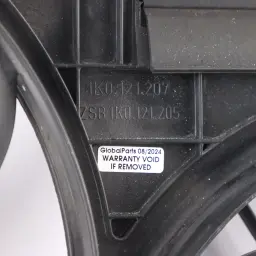 1K0.121.207
ZSB 1K0.121.205
GlobalParts 08/2024
WARRANTY VOID
IF REMOVED